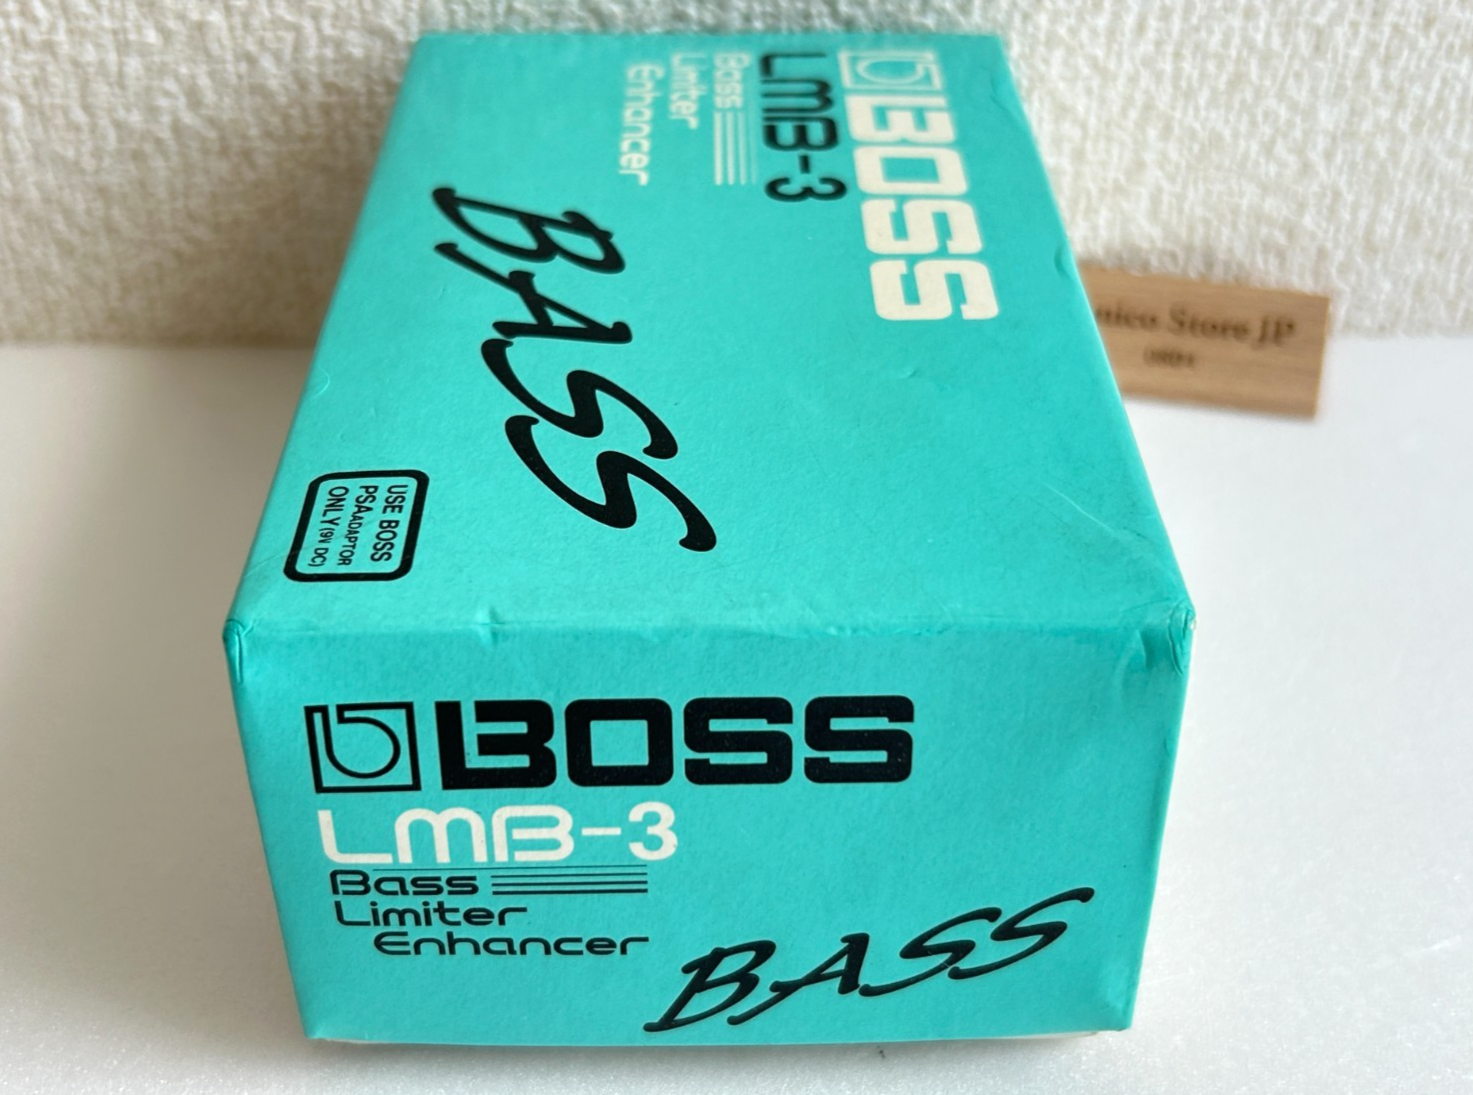 BOSS
LMB-3
Bass
Limiter
Enhancer
BASS
USE BOSS
PSA ADAPTOR
ONLY (9V DC)
nico Store JP
BOSS
LMB-3
Bass
Limiter
Enhancer
BASS